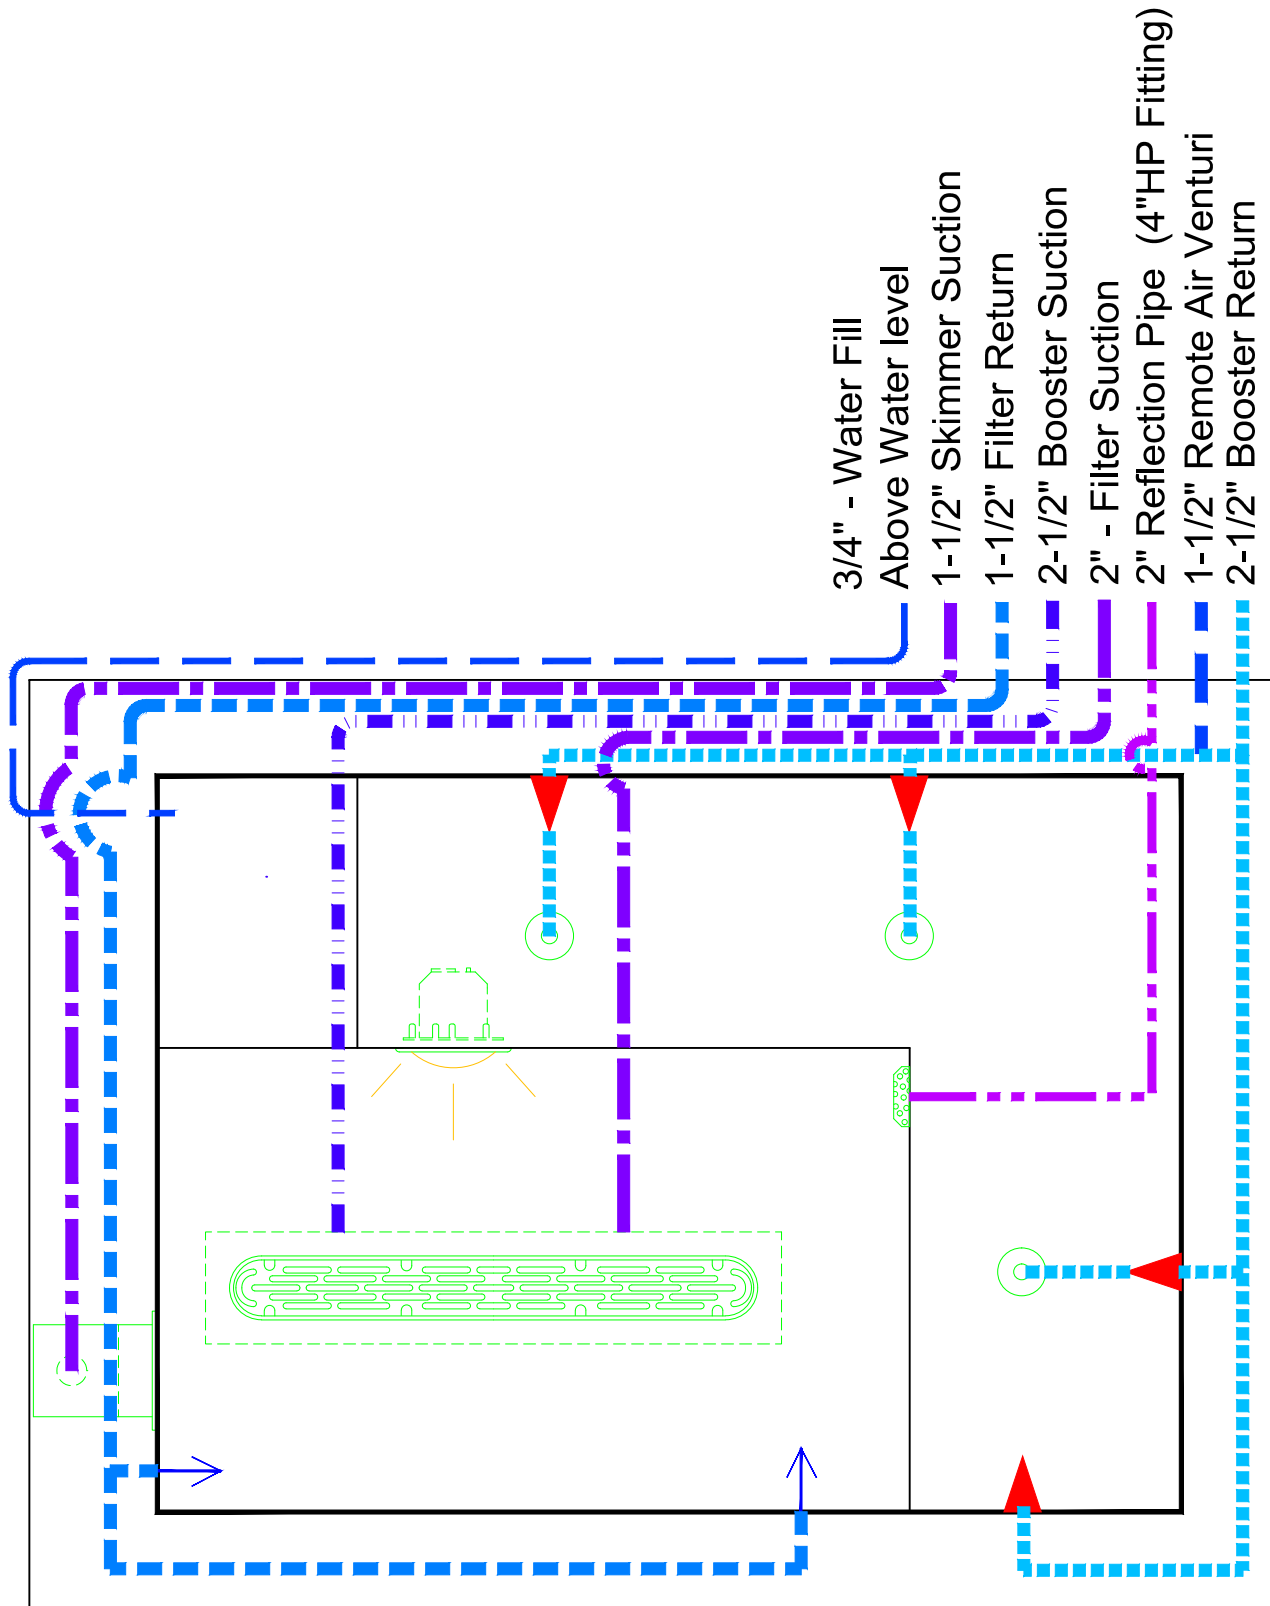 3/4" - Water Fill
Above Water level
1-1/2" Skimmer Suction
1-1/2" Filter Return
2-1/2" Booster Suction
2" - Filter Suction
2" Reflection Pipe (4"HP Fitting)
1-1/2" Remote Air Venturi
2-1/2" Booster Return